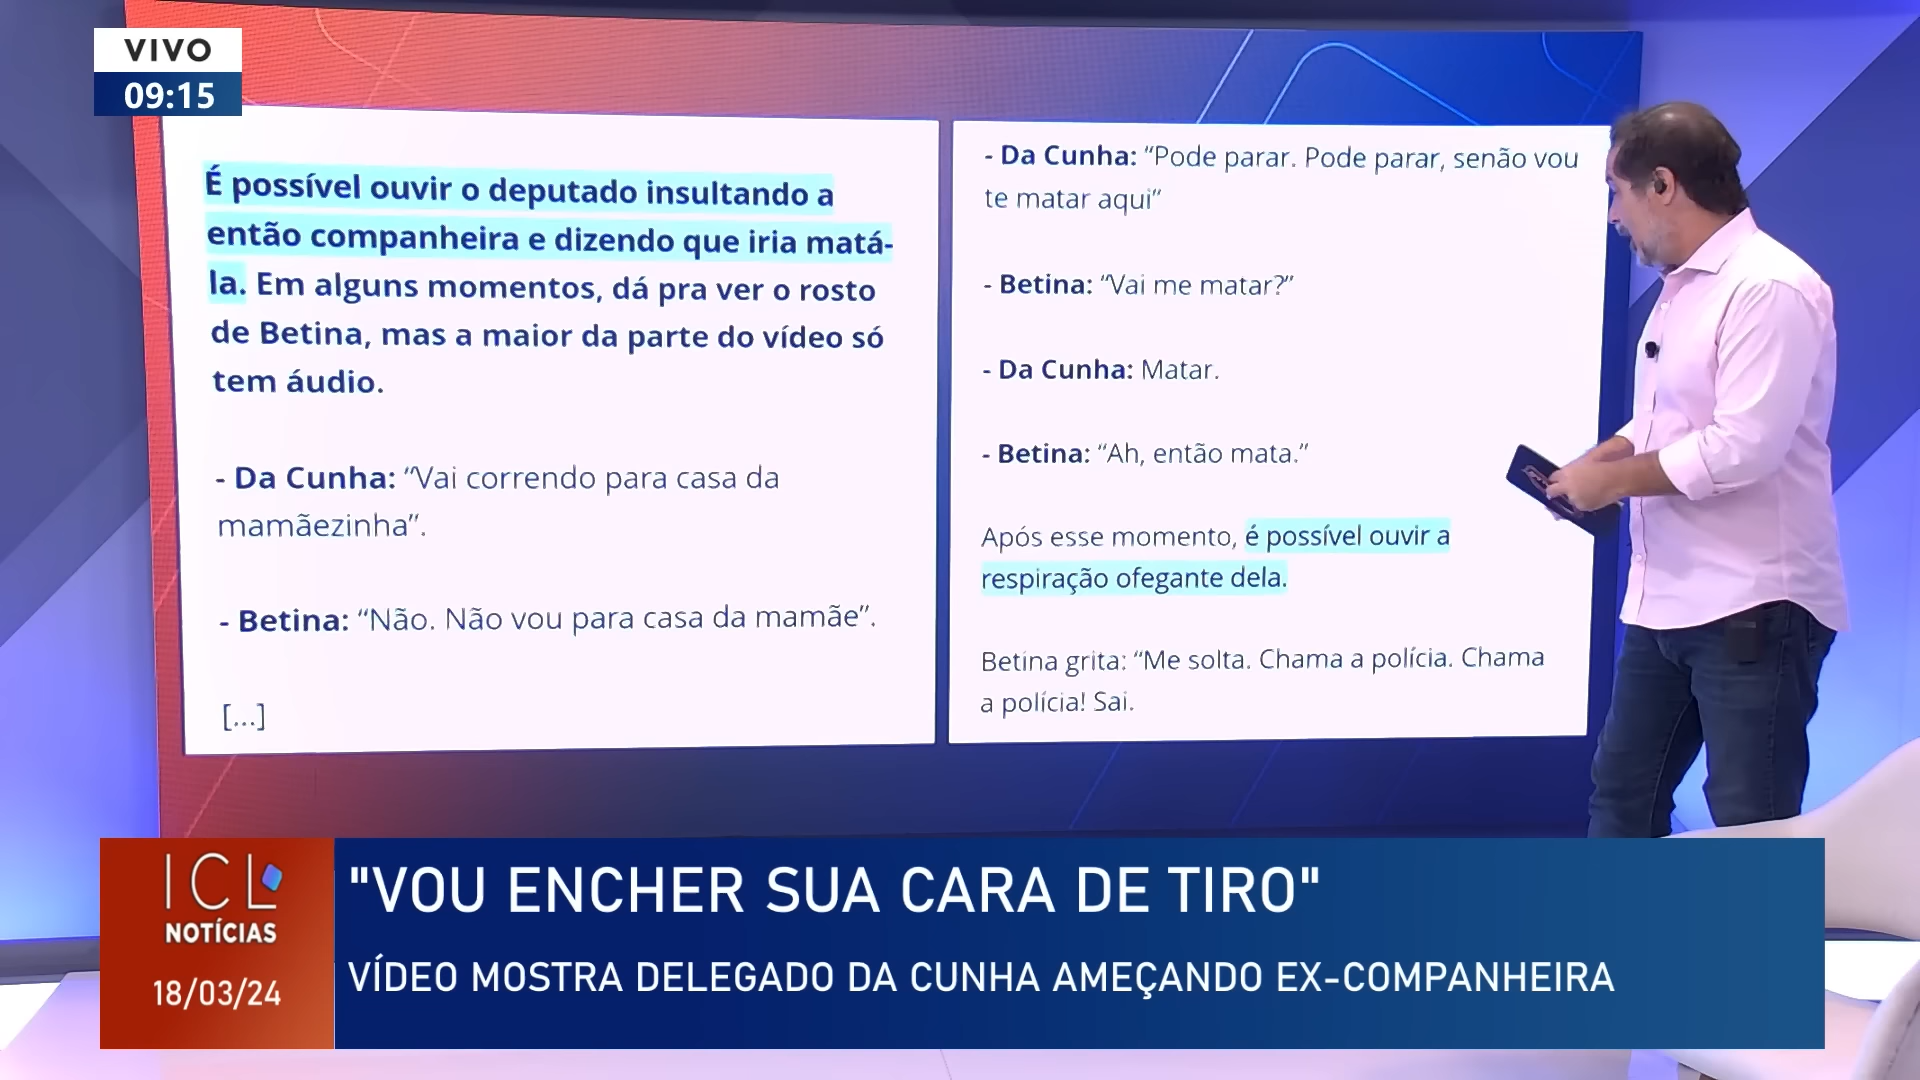 VIVO
09:15
É possível ouvir o deputado insultando a
então companheira e dizendo que iria matá-
la. Em alguns momentos, dá pra ver o rosto
de Betina, mas a maior da parte do vídeo só
tem áudio.
- Da Cunha: “Vai correndo para casa da
mamãezinha”.
- Betina: “Não. Não vou para casa da mamãe”.
[...]
- Da Cunha: “Pode parar. Pode parar, senão vou
te matar aqui”
- Betina: “Vai me matar?”
- Da Cunha: Matar.
- Betina: “Ah, então mata.”
Após esse momento, é possível ouvir a
respiração ofegante dela.
Betina grita: “Me solta. Chama a polícia. Chama
a polícia! Sai.
ICL
NOTÍCIAS
18/03/24
"VOU ENCHER SUA CARA DE TIRO"
VÍDEO MOSTRA DELEGADO DA CUNHA AMEÇANDO EX-COMPANHEIRA